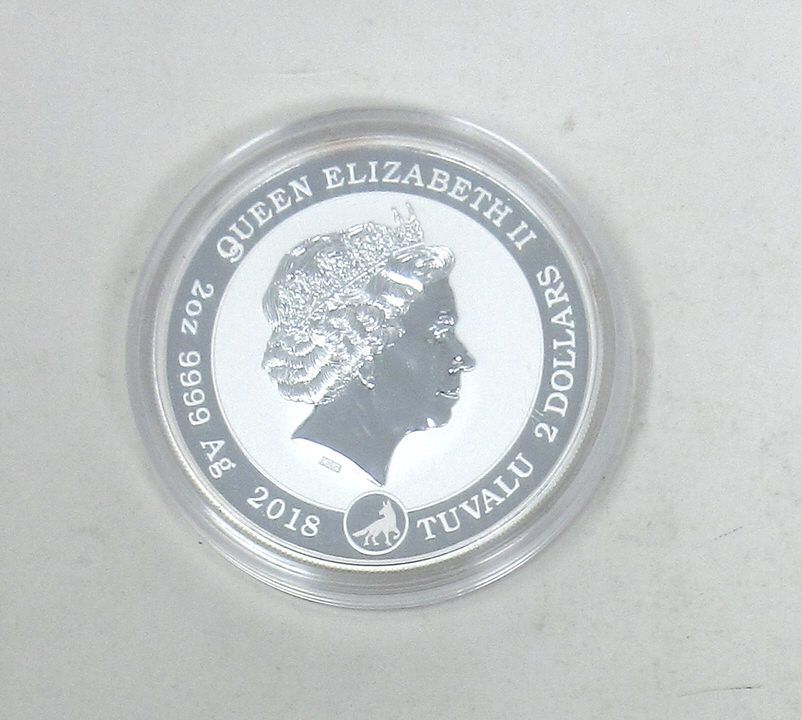 QUEEN ELIZABETH II
2 DOLLARS
TUVALU
2018
2oz 9999 Ag